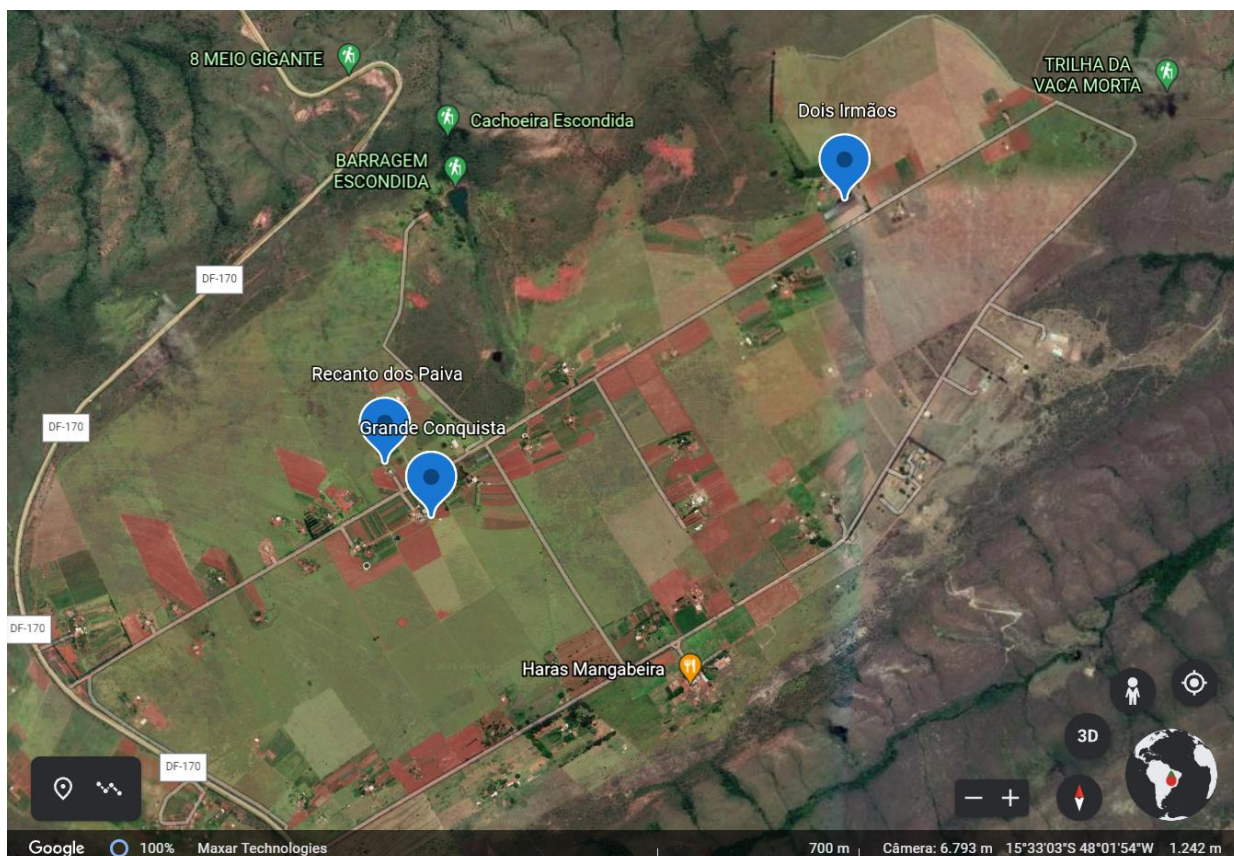 8 MEIO GIGANTE
TRILHA DA
VACA MORTA
Dois Irmãos
Cachoeira Escondida
BARRAGEM
ESCONDIDA
DF-170
Recanto dos Paiva
DF-170
Grande Conquista
DF-170
Haras Mangabeira
3D
DF-170
Google 100% Maxar Technologies 700 m Câmera: 6.793 m 15°33'03"S 48°01'54"W 1.242 m